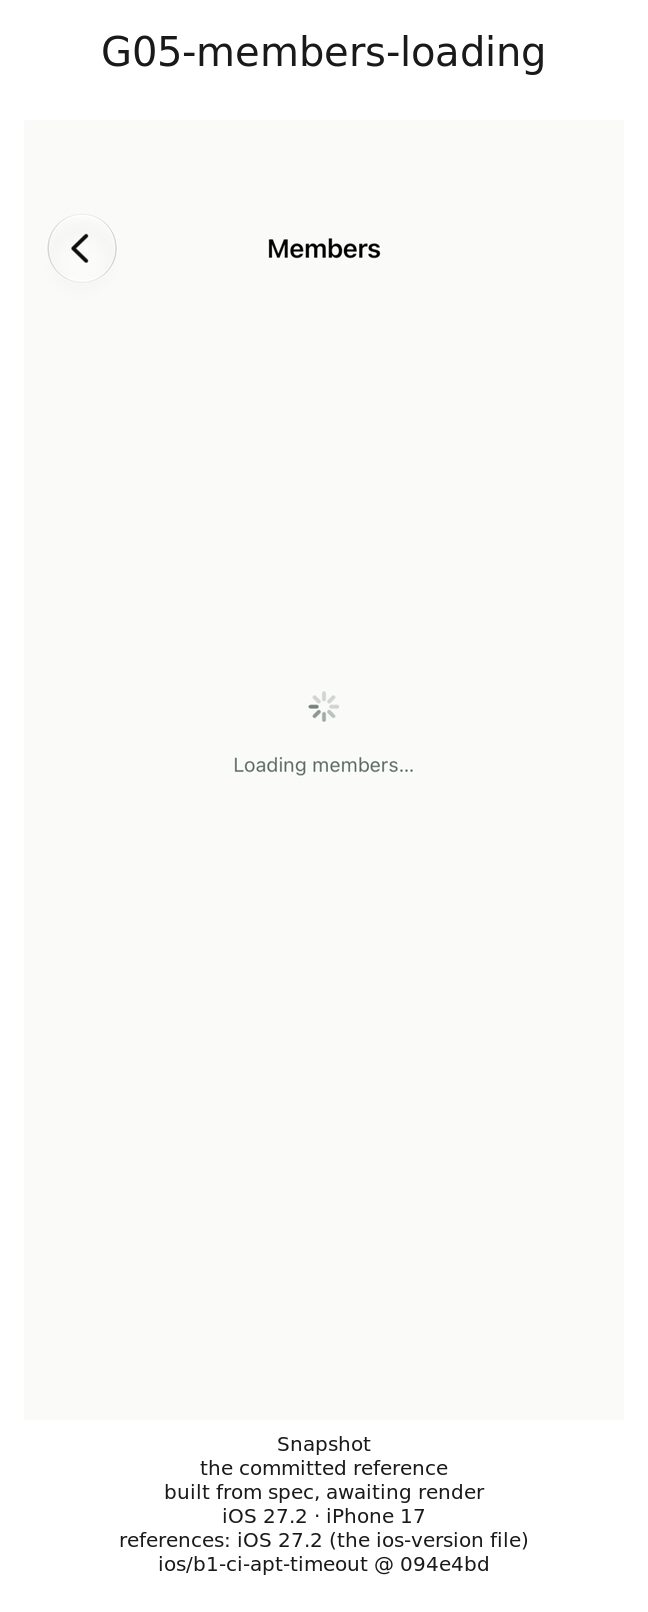 G05-members-loading
Members
Loading members...
Snapshot
the committed reference
built from spec, awaiting render
iOS 27.2 · iPhone 17
references: iOS 27.2 (the ios-version file)
ios/b1-ci-apt-timeout @ 094e4bd